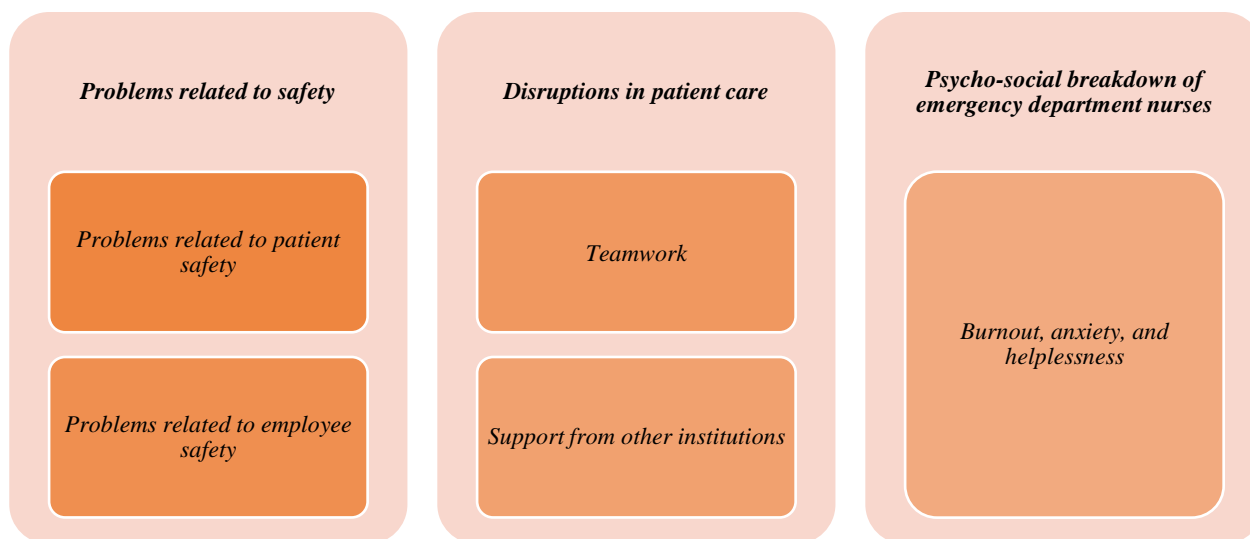 Problems related to safety
Problems related to patient
safety
Problems related to employee
safety
Disruptions in patient care
Teamwork
Support from other institutions
Psycho-social breakdown of
emergency department nurses
Burnout, anxiety, and
helplessness